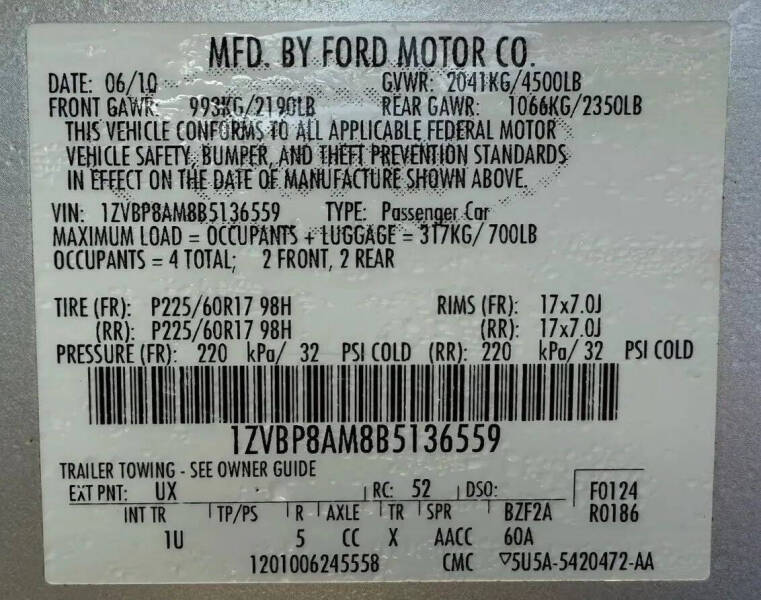 MFD. BY FORD MOTOR CO.
DATE: 06/10 GVWR: 2041KG/4500LB
FRONT GAWR: 993KG/2190LB REAR GAWR: 1066KG/2350LB
THIS VEHICLE CONFORMS TO ALL APPLICABLE FEDERAL MOTOR
VEHICLE SAFETY, BUMPER, AND THEFT PREVENTION STANDARDS
IN EFFECT ON THE DATE OF MANUFACTURE SHOWN ABOVE.
VIN: 1ZVBP8AM8B5136559 TYPE: Passenger Car
MAXIMUM LOAD = OCCUPANTS + LUGGAGE = 317KG/ 700LB
OCCUPANTS = 4 TOTAL; 2 FRONT, 2 REAR
TIRE (FR): P225/60R17 98H RIMS (FR): 17x7.0J
(RR): P225/60R17 98H (RR): 17x7.0J
PRESSURE (FR): 220 kPa/ 32 PSI COLD (RR): 220 kPa/ 32 PSI COLD
1ZVBP8AM8B5136559
TRAILER TOWING - SEE OWNER GUIDE
EXT PNT: UX RC: 52 DSO: F0124
INT TR TP/PS R AXLE TR SPR BZF2A R0186
1U 5 CC X AACC 60A
1201006245558 CMC ▽5U5A-5420472-AA